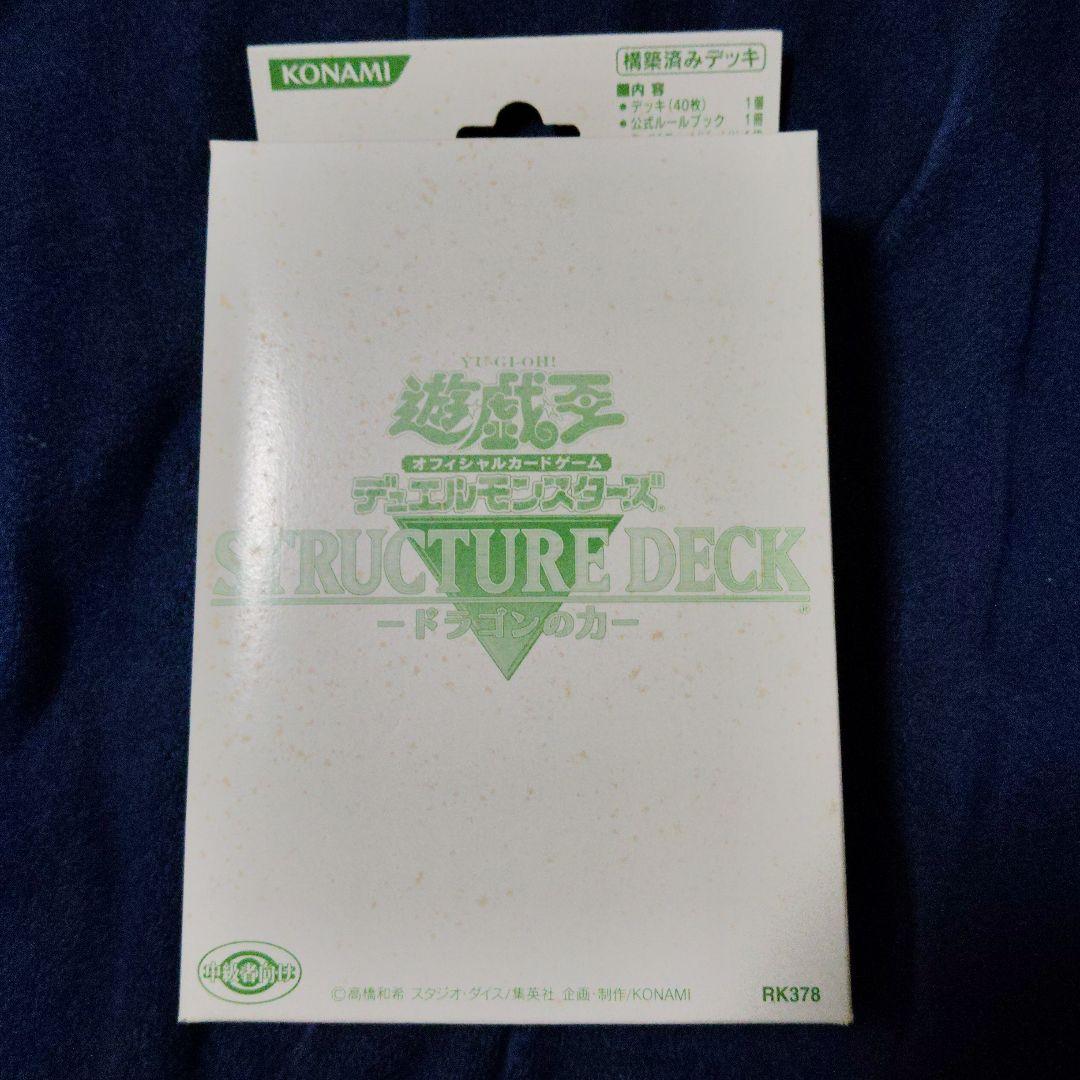 KONAMI
構築済みデッキ
■内容
●デッキ(40枚) 1個
●公式ルールブック 1冊
YU-GI-OH!
遊戯王
オフィシャルカードゲーム
デュエルモンスターズ
STRUCTURE DECK
®
-ドラゴンの力-
中級者向け
©高橋和希 スタジオ・ダイス/集英社 企画・制作/KONAMI
RK378